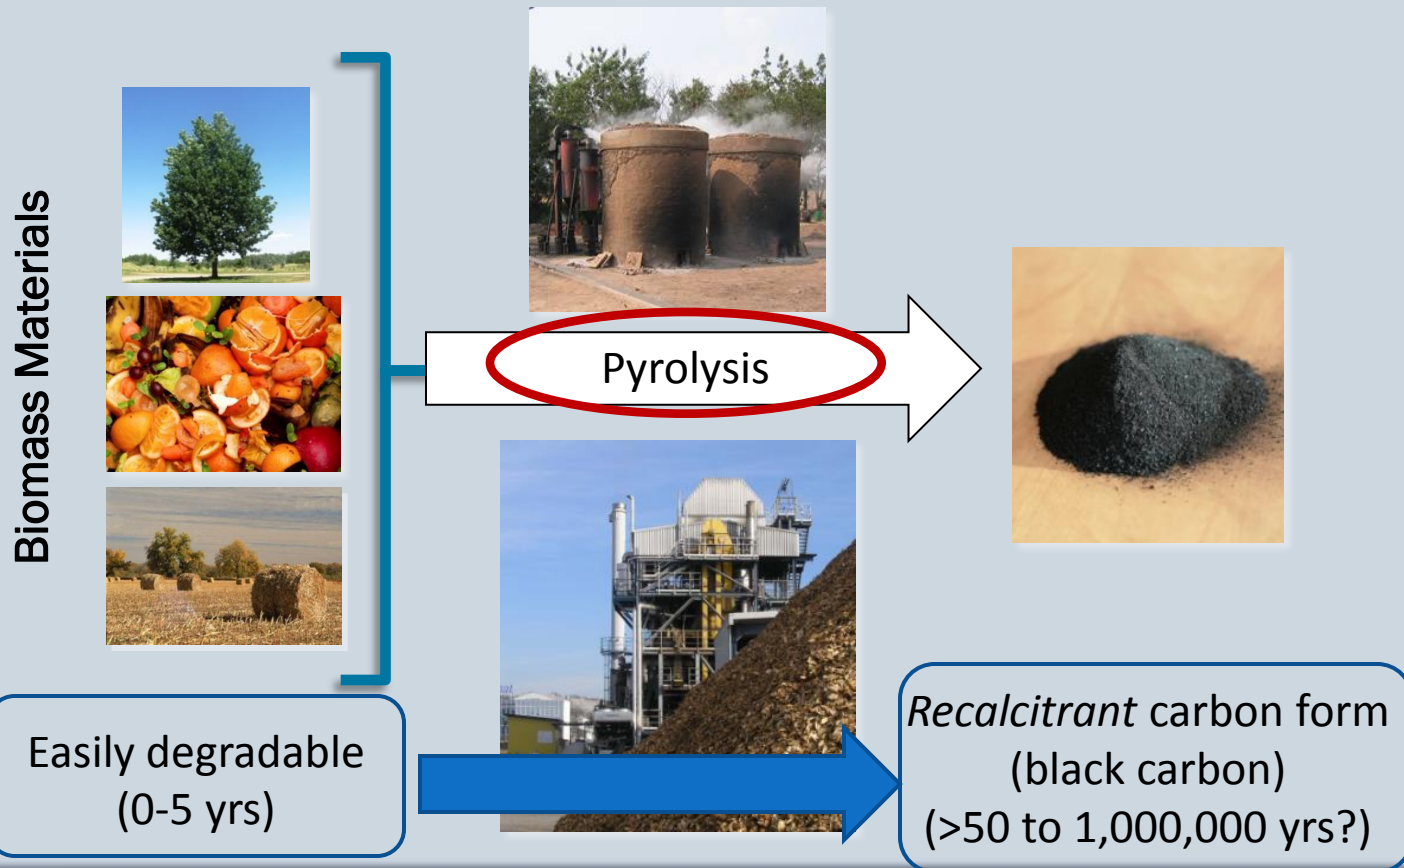 Biomass Materials
Pyrolysis
Easily degradable
(0-5 yrs)
Recalcitrant carbon form
(black carbon)
(>50 to 1,000,000 yrs?)